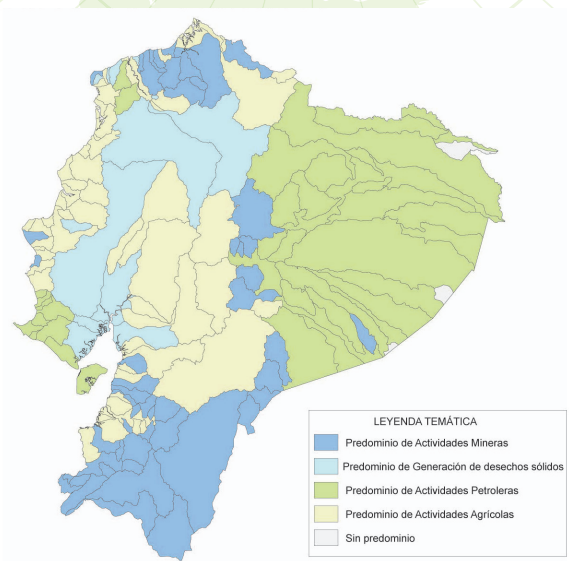 LEYENDA TEMÁTICA
Predominio de Actividades Mineras
Predominio de Generación de desechos sólidos
Predominio de Actividades Petroleras
Predominio de Actividades Agrícolas
Sin predominio